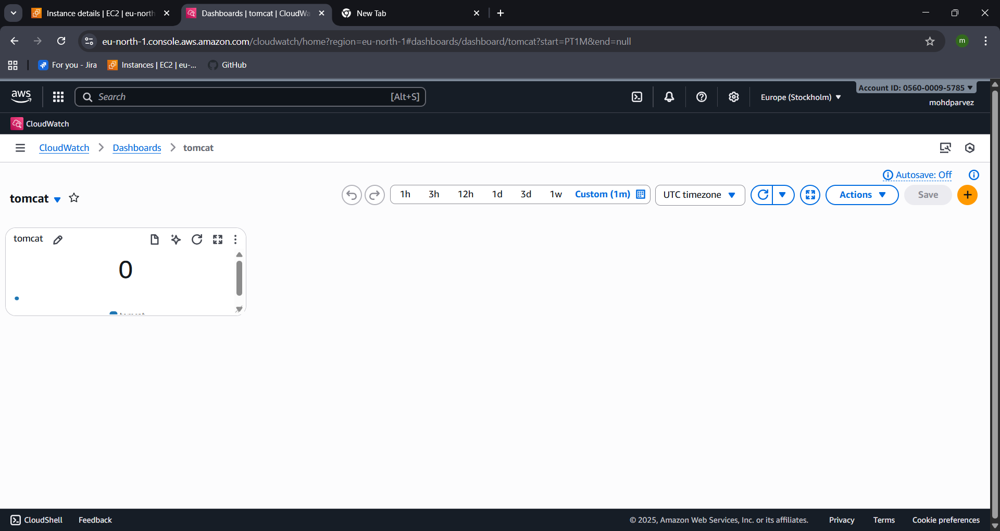 Instance details | EC2 | eu-north
Dashboards | tomcat | CloudWa
New Tab
eu-north-1.console.aws.amazon.com/cloudwatch/home?region=eu-north-1#dashboards/dashboard/tomcat?start=PT1M&end=null
m
For you - Jira
Instances | EC2 | eu-...
GitHub
aws
Search
[Alt+S]
Europe (Stockholm)
Account ID: 0560-0009-5785
mohdparvez
CloudWatch
CloudWatch
Dashboards
tomcat
Autosave: Off
tomcat
1h 3h 12h 1d 3d 1w Custom (1m)
UTC timezone
Actions
Save
tomcat
0
CloudShell
Feedback
© 2025, Amazon Web Services, Inc. or its affiliates.
Privacy
Terms
Cookie preferences